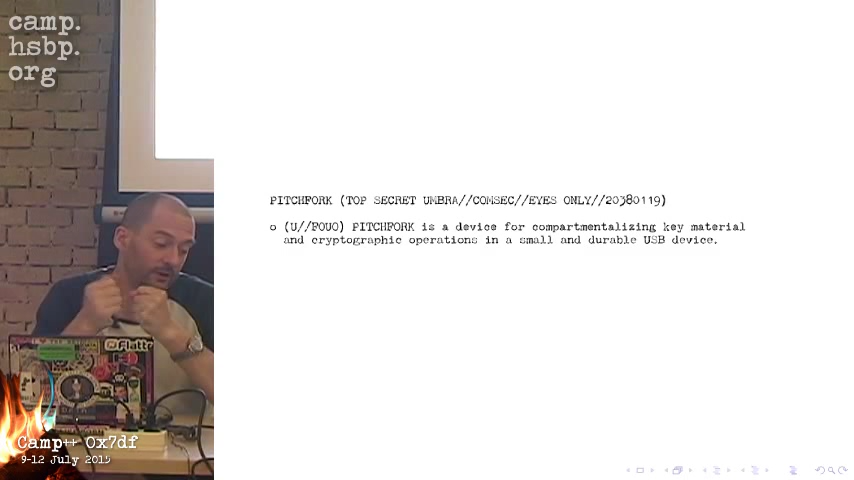 camp.
hsbp.
org
PITCHFORK (TOP SECRET UMBRA//COMSEC//EYES ONLY//20380119)
o (U//FOUO) PITCHFORK is a device for compartmentalizing key material
and cryptographic operations in a small and durable USB device.
Flattr
Camp++ 0x7df
9-12 July 2015